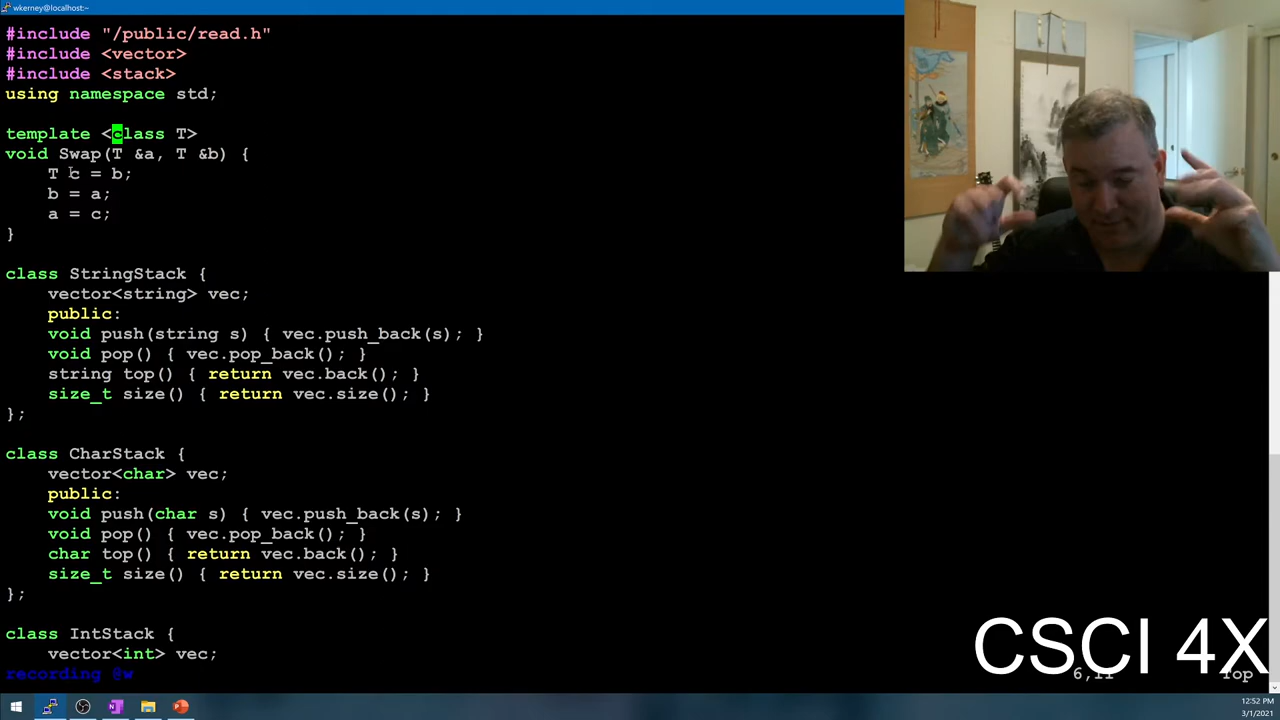 wkerney@localhost:~
#include "/public/read.h"
#include <vector>
#include <stack>
using namespace std;
template <class T>
void Swap(T &a, T &b) {
    T c = b;
    b = a;
    a = c;
}
class StringStack {
    vector<string> vec;
    public:
    void push(string s) { vec.push_back(s); }
    void pop() { vec.pop_back(); }
    string top() { return vec.back(); }
    size_t size() { return vec.size(); }
};
class CharStack {
    vector<char> vec;
    public:
    void push(char s) { vec.push_back(s); }
    void pop() { vec.pop_back(); }
    char top() { return vec.back(); }
    size_t size() { return vec.size(); }
};
class IntStack {
    vector<int> vec;
CSCI 4X
recording @w
6,11
Top
12:52 PM
3/1/2021